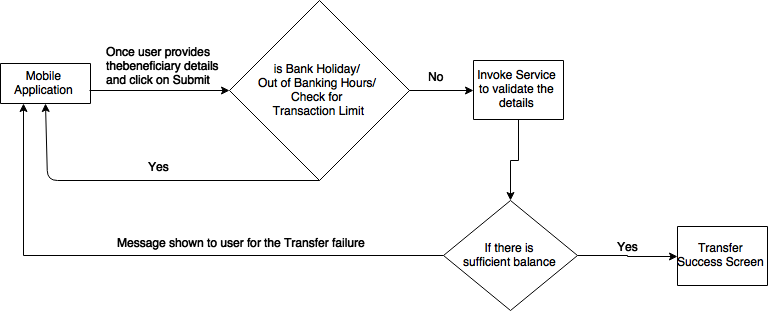 Mobile
Application
Once user provides
thebeneficiary details
and click on Submit
is Bank Holiday/
Out of Banking Hours/
Check for
Transaction Limit
No
Invoke Service
to validate the
details
Yes
Message shown to user for the Transfer failure
If there is
sufficient balance
Yes
Transfer
Success Screen